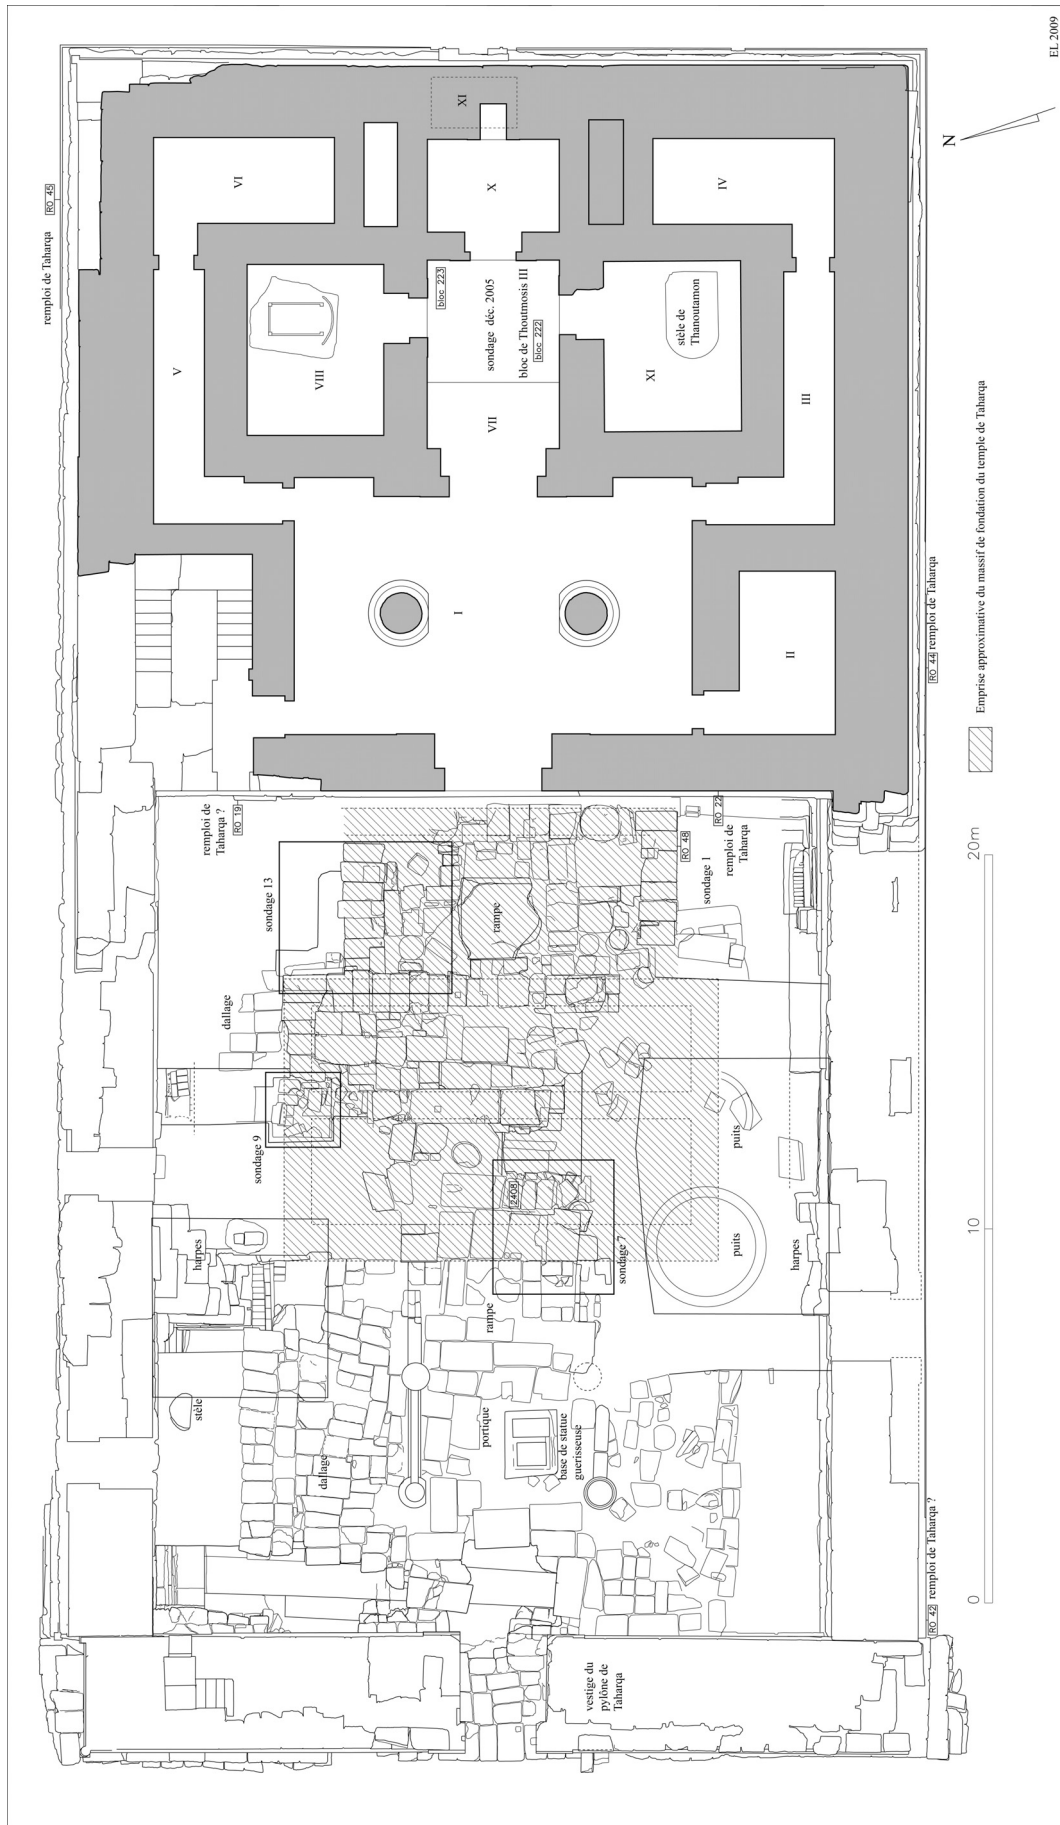 EL 2009
remploi de Taharqa
RO 45
XI
VI
X
IV
N
V
bloc 223
sondage déc. 2005
bloc de Thoutmosis III
bloc 222
stèle de
Thanoutamon
VIII
VII
XI
III
I
II
RO 44 remploi de Taharqa
Emprise approximative du massif de fondation du temple de Taharqa
remploi de
Taharqa ?
RO 19
RO 48
RO 22
remploi de
Taharqa
sondage 1
sondage 13
rampe
dallage
sondage 9
2408
sondage 7
puits
puits
harpes
harpes
rampe
stèle
dallage
portique
base de statue
guerisseuse
RO 42 remploi de Taharqa ?
vestige du
pylône de
Taharqa
0
10
20m